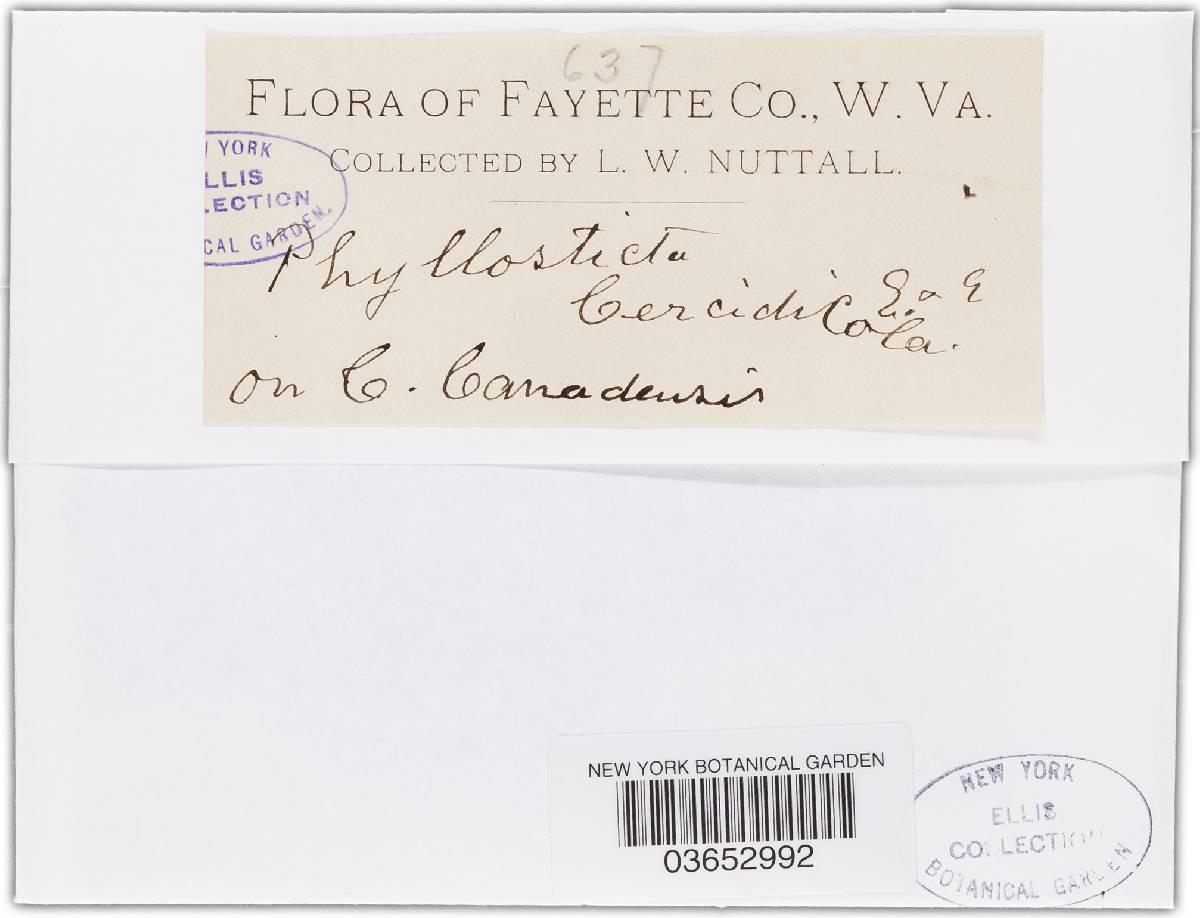 637
FLORA OF FAYETTE CO., W. VA.
COLLECTED BY L. W. NUTTALL.
YORK
LLIS
LECTION
CAL GARDEN.
Phyllosticta
Cercidicola E. & E
on C. Canadensis
NEW YORK BOTANICAL GARDEN
03652992
NEW YORK
ELLIS
COLLECTION
BOTANICAL GARDEN